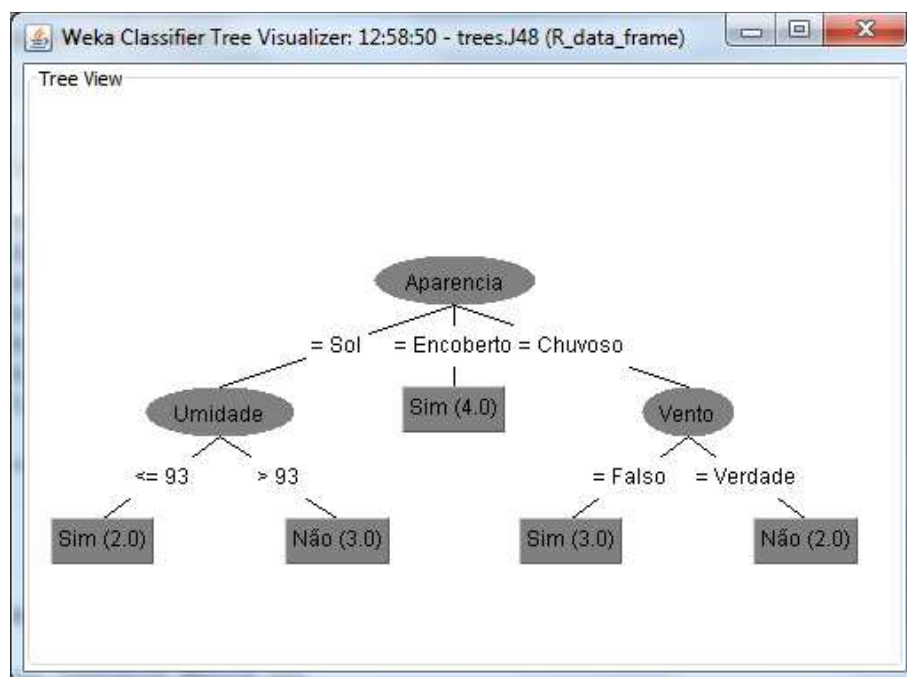 Weka Classifier Tree Visualizer: 12:58:50 - trees.J48 (R_data_frame)
Tree View
Aparencia
= Sol = Encoberto = Chuvoso
Umidade Sim (4.0) Vento
<= 93 > 93 = Falso = Verdade
Sim (2.0) Não (3.0) Sim (3.0) Não (2.0)